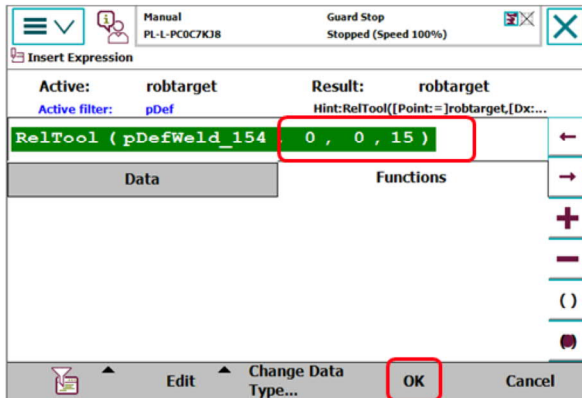 Manual
PL-L-PC0C7KJ8
Guard Stop
Stopped (Speed 100%)
Insert Expression
Active: robtarget Result: robtarget
Active filter: pDef Hint:RelTool([Point:=]robtarget,[Dx:...
RelTool ( pDefWeld_154 , 0 , 0 , 15 )
Data Functions
( )
Edit Change Data Type... OK Cancel